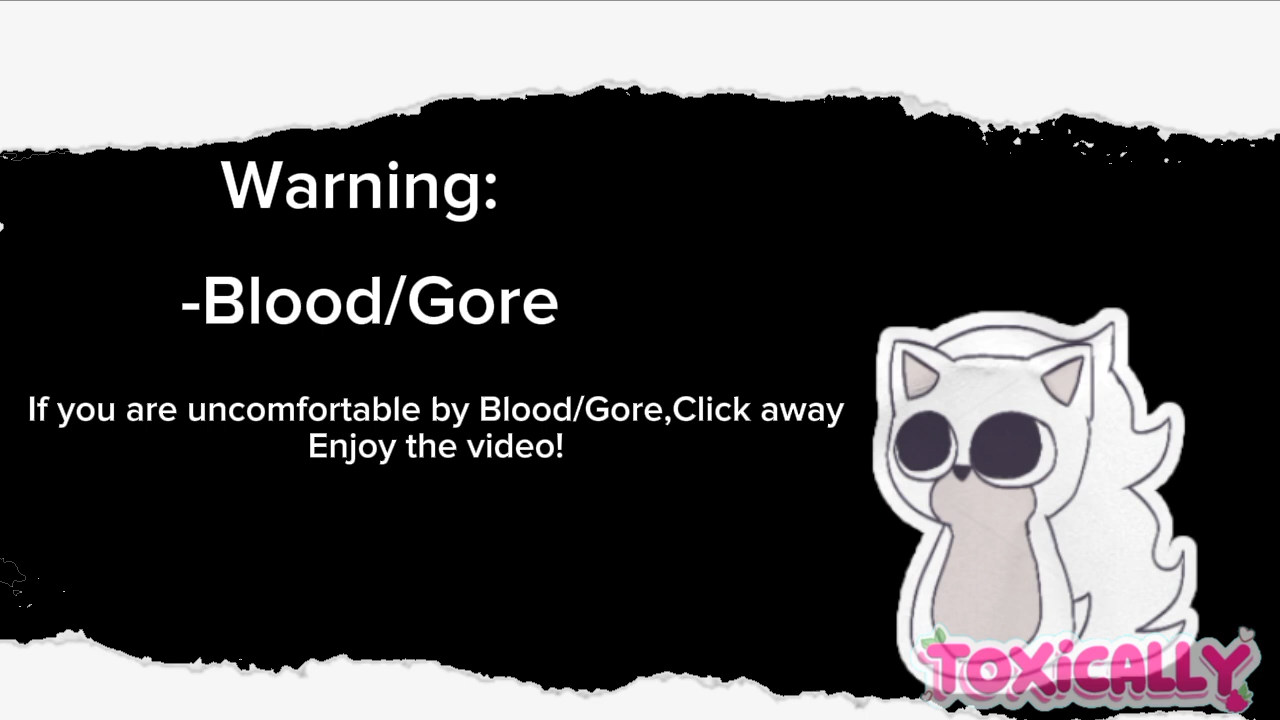 Warning:
-Blood/Gore
If you are uncomfortable by Blood/Gore,Click away
Enjoy the video!
TOXiCALLY